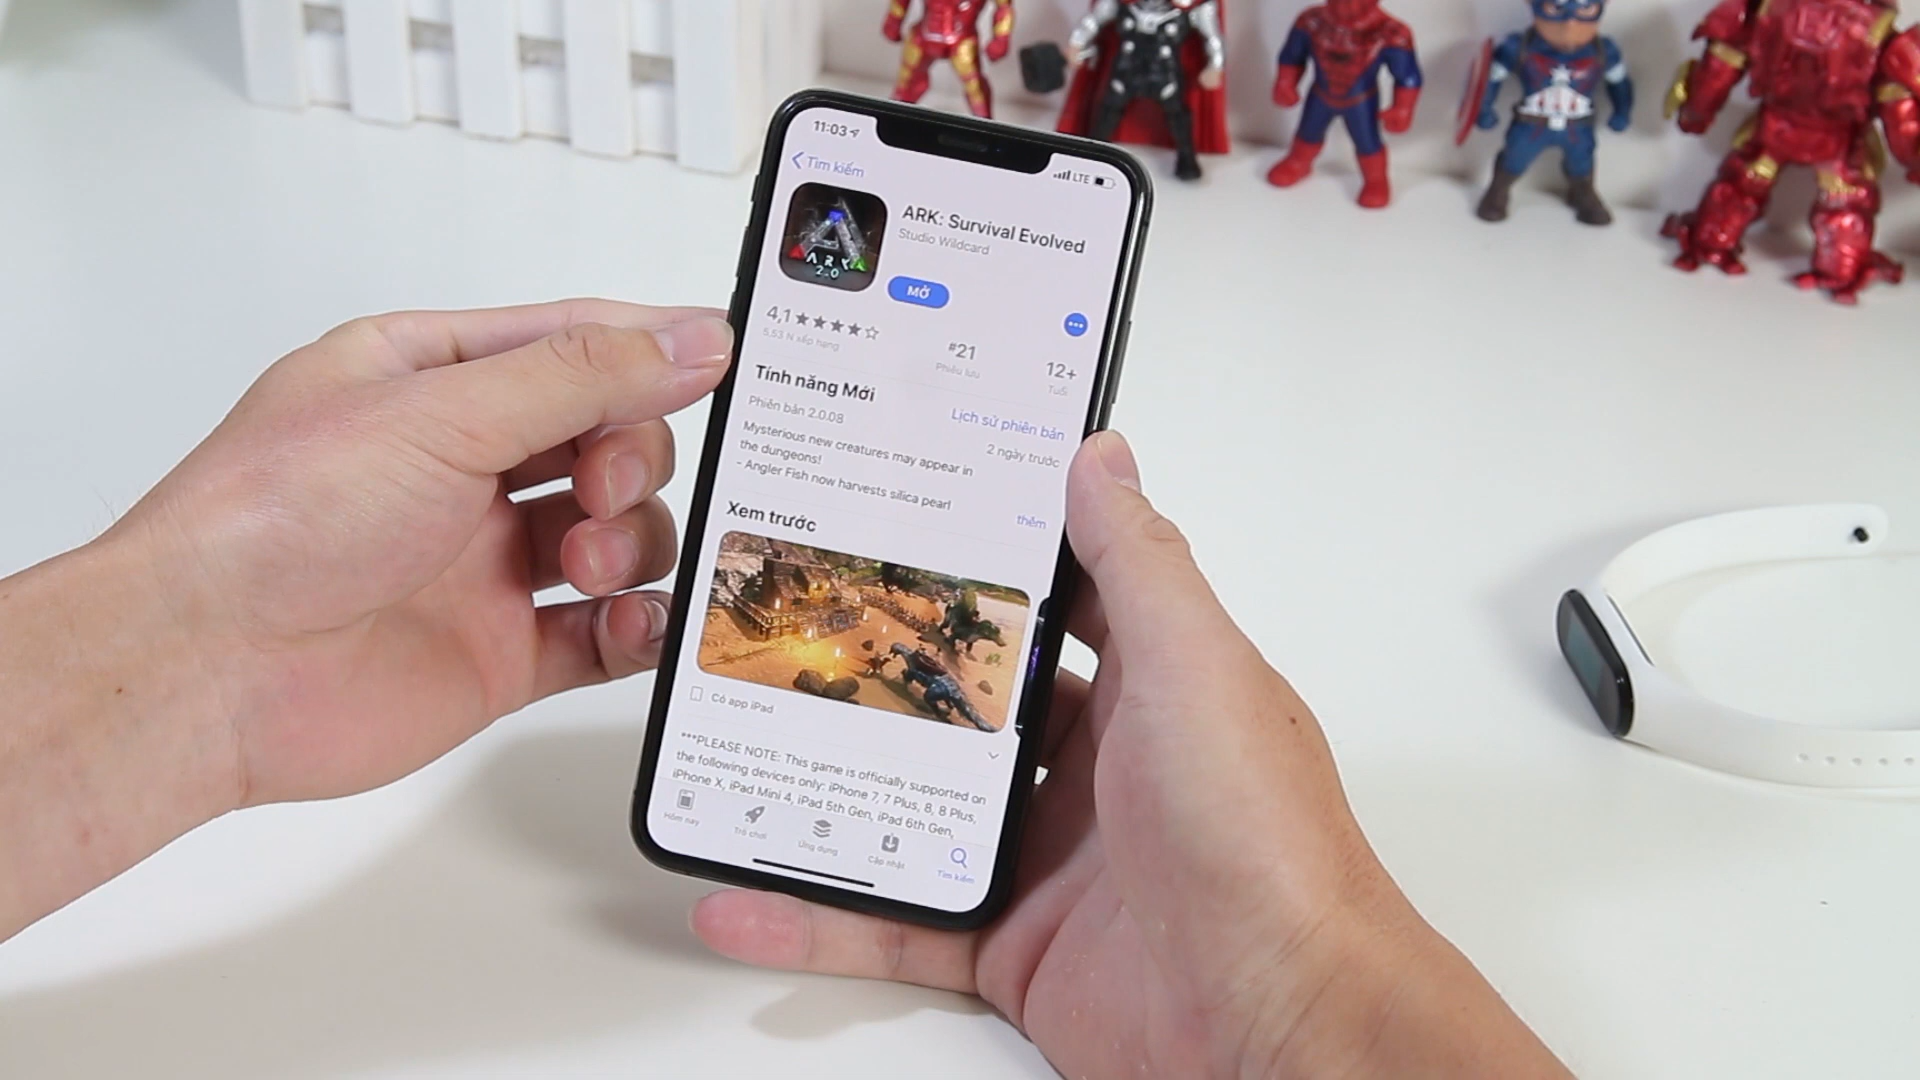 11:03
LTE
Tìm kiếm
ARK: Survival Evolved
Studio Wildcard
ARK
2.0
MỞ
4,1★★★★☆
5,53 N xếp hạng
#21
Phiêu lưu
12+
Tuổi
Tính năng Mới
Lịch sử phiên bản
Phiên bản 2.0.08
2 ngày trước
Mysterious new creatures may appear in
the dungeons!
- Angler Fish now harvests silica pearl
thêm
Xem trước
Có app iPad
***PLEASE NOTE: This game is officially supported on
the following devices only: iPhone 7, 7 Plus, 8, 8 Plus,
iPhone X, iPad Mini 4, iPad 5th Gen, iPad 6th Gen,
Hôm nay
Trò chơi
Ứng dụng
Cập nhật
Tìm kiếm